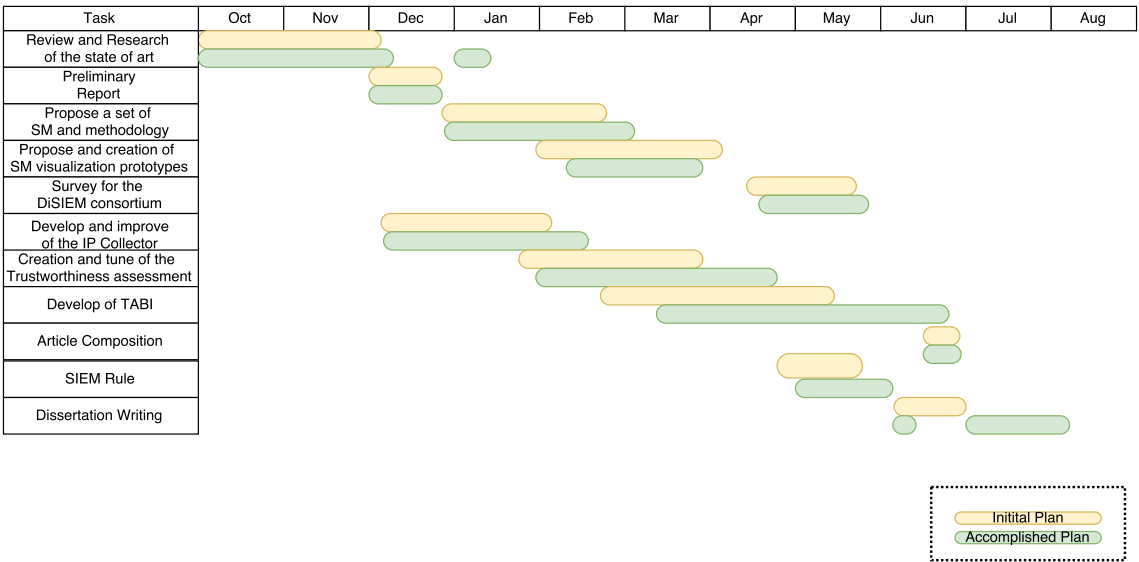 Task Oct Nov Dec Jan Feb Mar Apr May Jun Jul Aug
Review and Research
of the state of art
Preliminary
Report
Propose a set of
SM and methodology
Propose and creation of
SM visualization prototypes
Survey for the
DiSIEM consortium
Develop and improve
of the IP Collector
Creation and tune of the
Trustworthiness assessment
Develop of TABI
Article Composition
SIEM Rule
Dissertation Writing
Initital Plan
Accomplished Plan